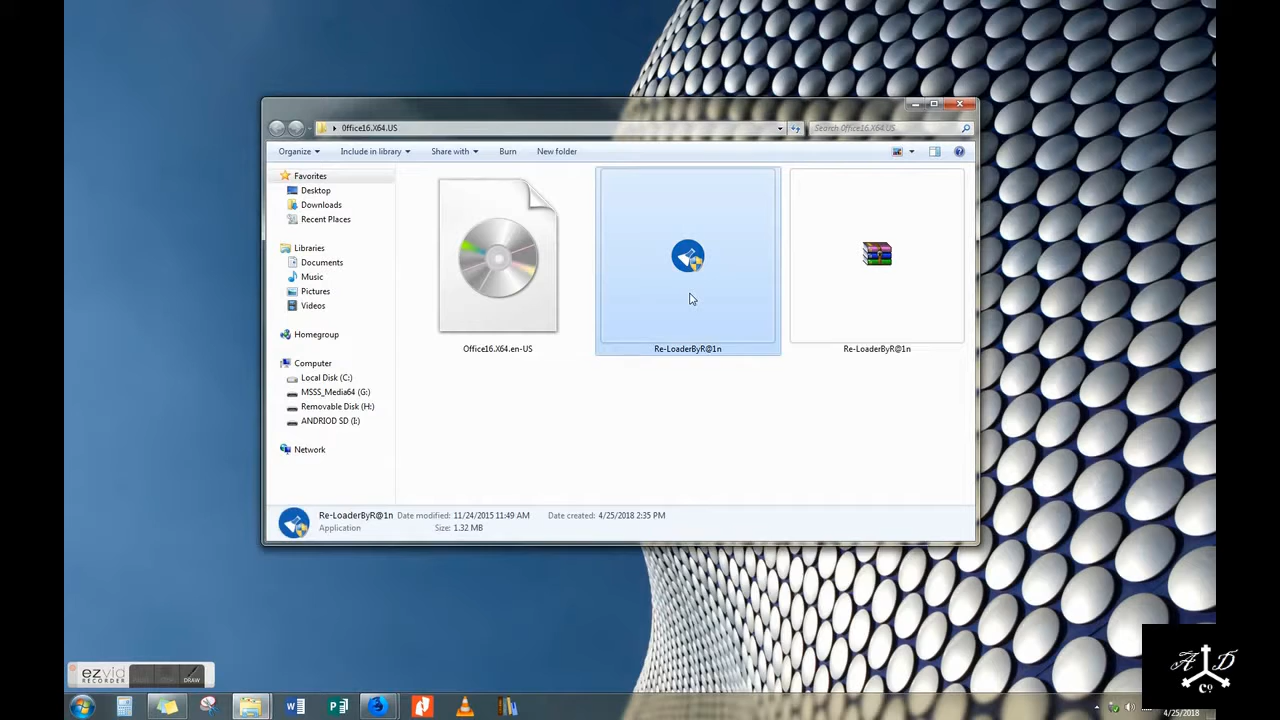 Office16.X64.US
Search Office16.X64.US
Organize
Include in library
Share with
Burn
New folder
Favorites
Desktop
Downloads
Recent Places
Libraries
Documents
Music
Pictures
Videos
Homegroup
Computer
Local Disk (C:)
MSSS_Media64 (G:)
Removable Disk (H:)
ANDRIOD SD (I:)
Network
Office16.X64.en-US
Re-LoaderByR@1n
Re-LoaderByR@1n
Re-LoaderByR@1n Date modified: 11/24/2015 11:49 AM Date created: 4/25/2018 2:35 PM
Application Size: 1.32 MB
ezvid
RECORDER
DRAW
A D
Co
4/25/2018